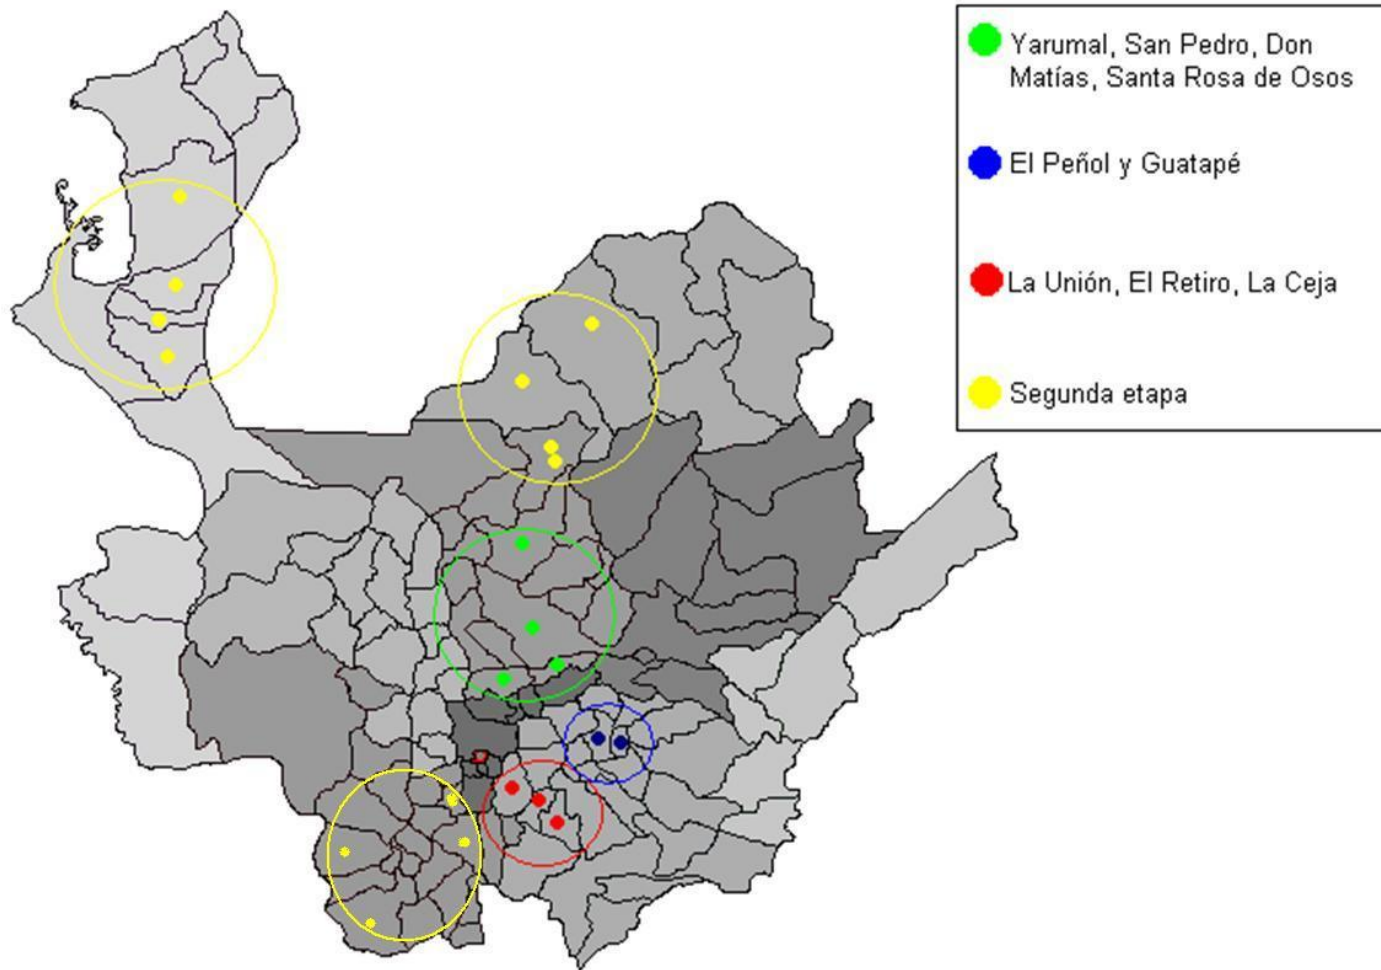 Yarumal, San Pedro, Don
Matías, Santa Rosa de Osos
El Peñol y Guatapé
La Unión, El Retiro, La Ceja
Segunda etapa